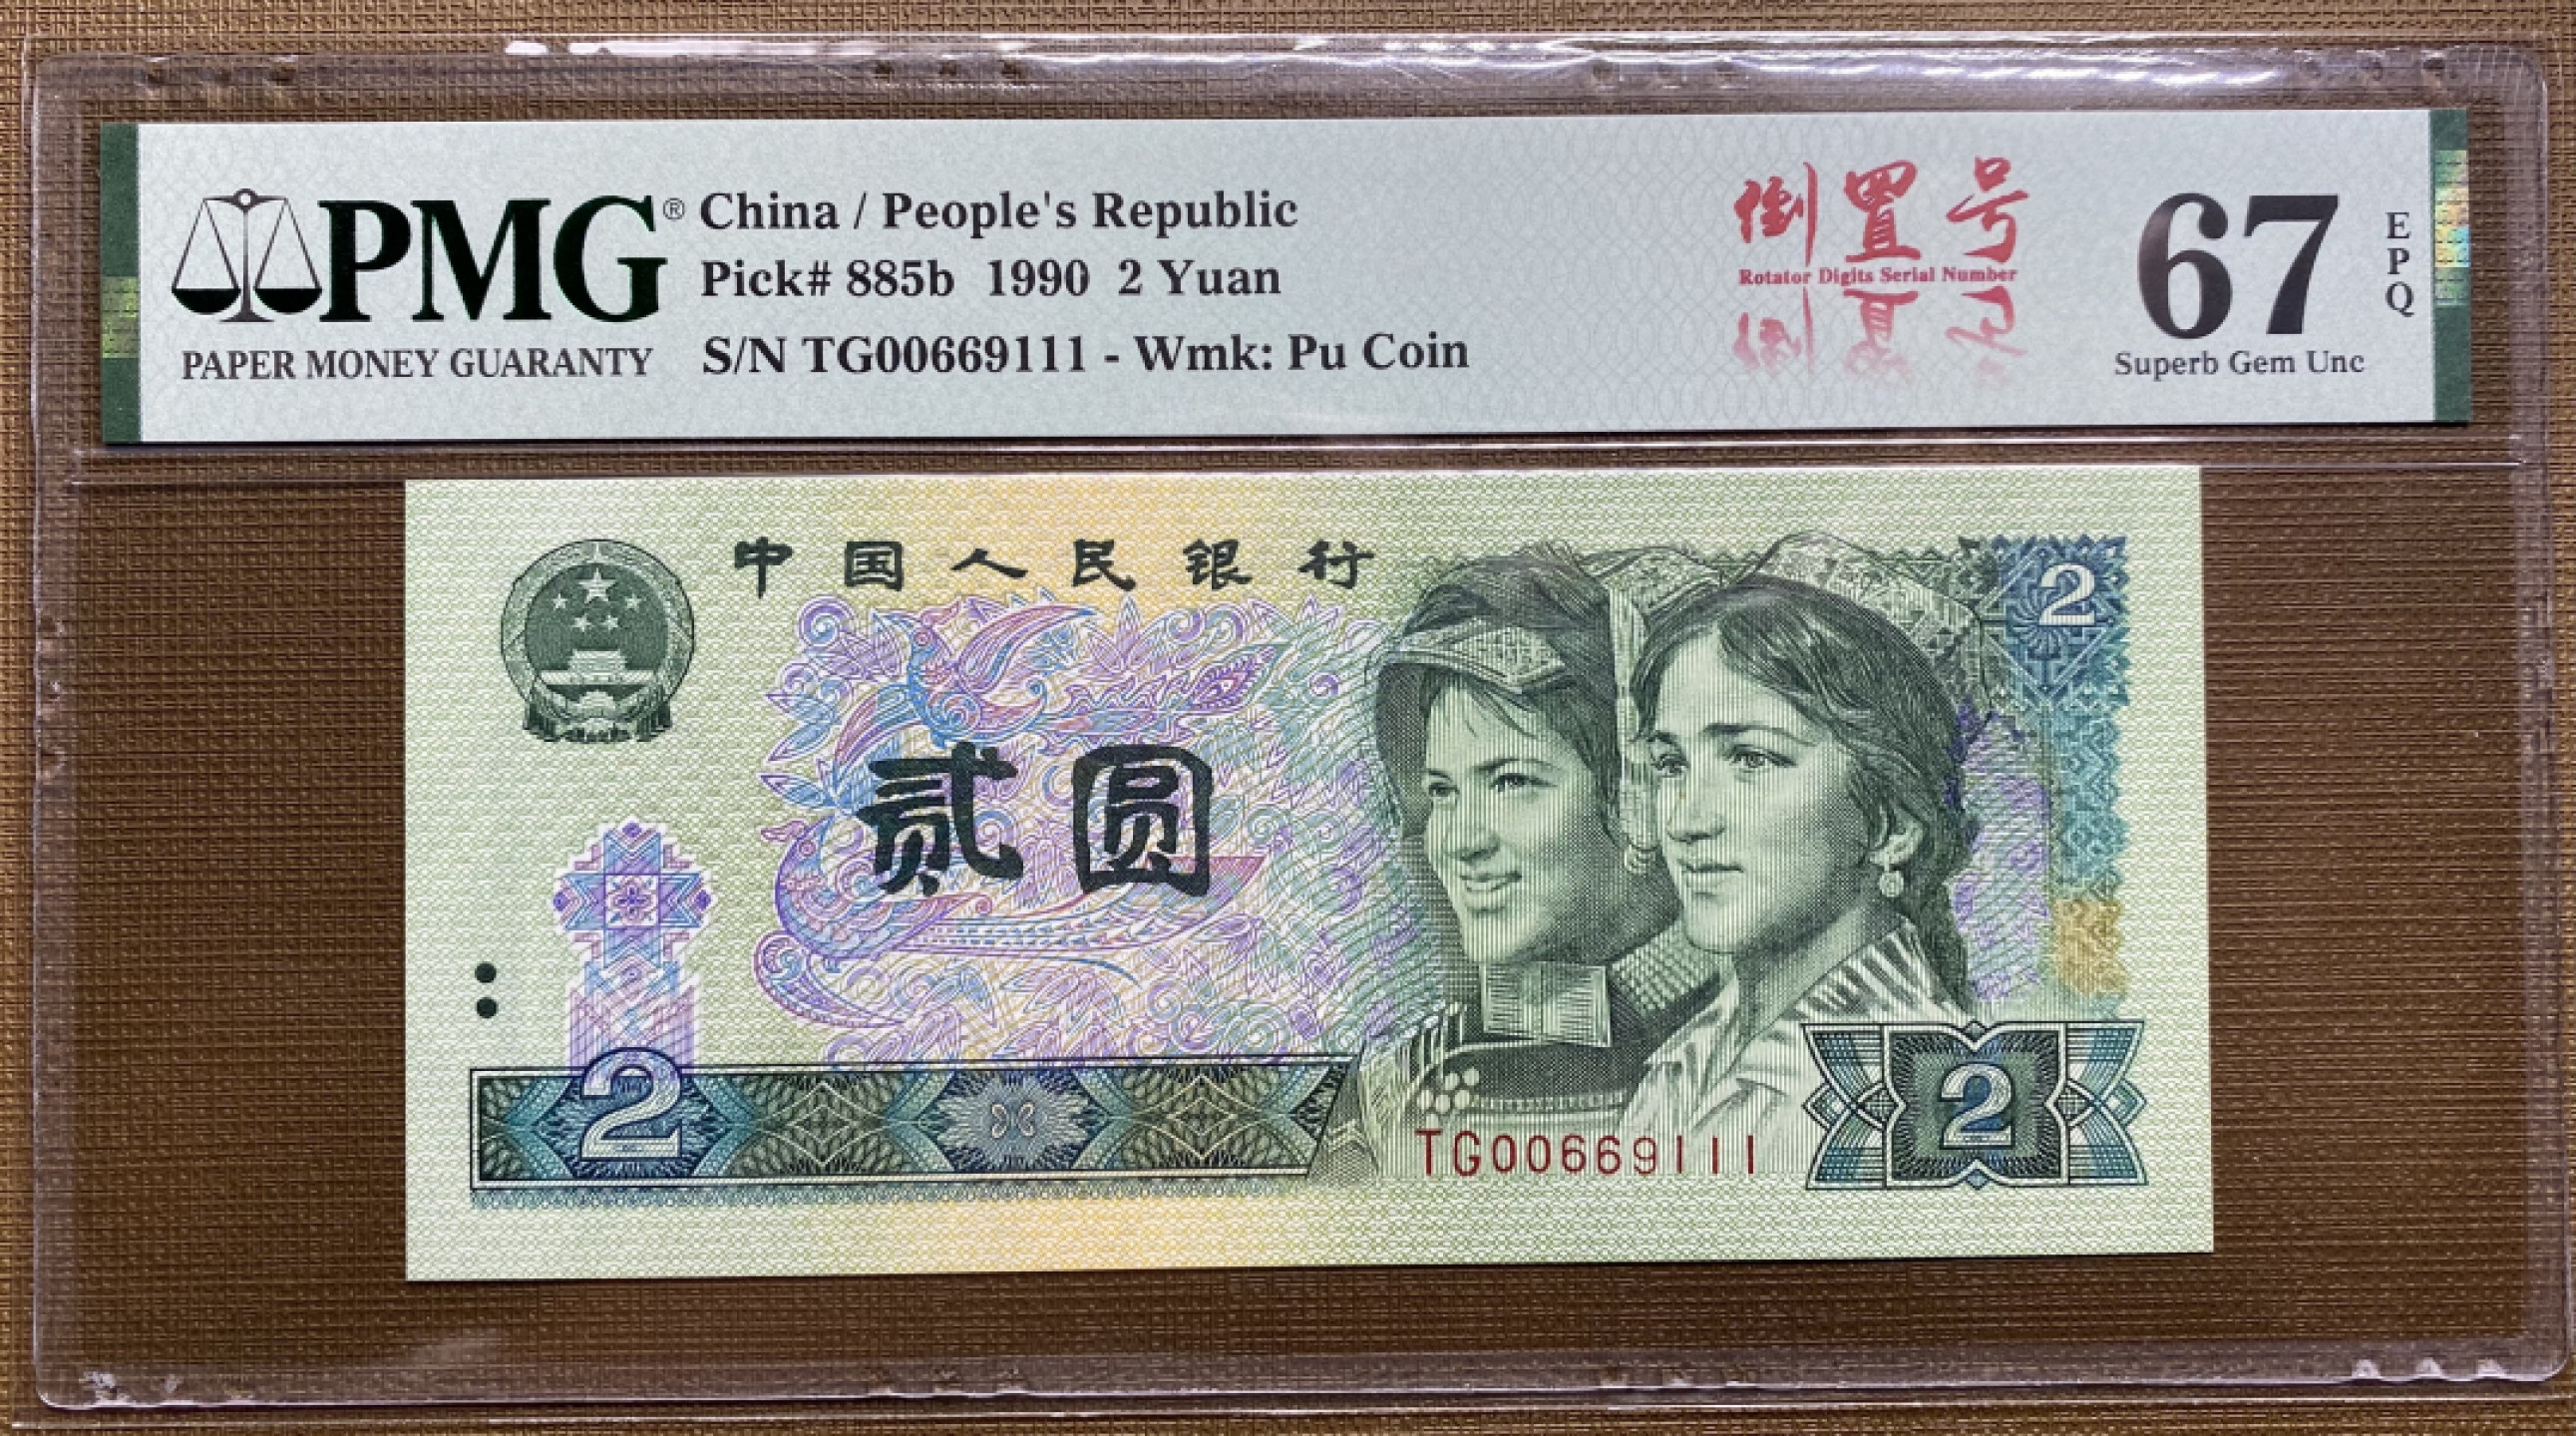 PMG®
PAPER MONEY GUARANTY
China / People's Republic
Pick# 885b 1990 2 Yuan
S/N TG00669111 - Wmk: Pu Coin
倒置号
Rotator Digits Serial Number
67
EPQ
Superb Gem Unc
中国人民银行
2
贰圆
2
TG00669111
2